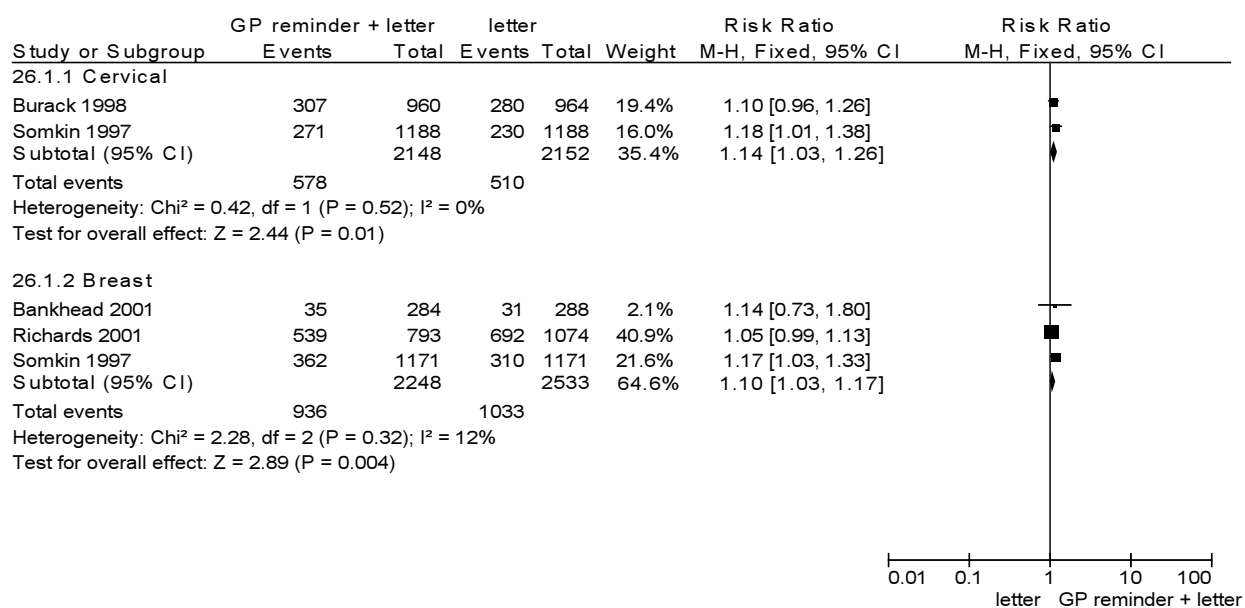 GP reminder + letter letter Risk Ratio Risk Ratio
Study or Subgroup Events Total Events Total Weight M-H, Fixed, 95% CI M-H, Fixed, 95% CI
26.1.1 Cervical
Burack 1998 307 960 280 964 19.4% 1.10 [0.96, 1.26]
Somkin 1997 271 1188 230 1188 16.0% 1.18 [1.01, 1.38]
Subtotal (95% CI) 2148 2152 35.4% 1.14 [1.03, 1.26]
Total events 578 510
Heterogeneity: Chi² = 0.42, df = 1 (P = 0.52); I² = 0%
Test for overall effect: Z = 2.44 (P = 0.01)
26.1.2 Breast
Bankhead 2001 35 284 31 288 2.1% 1.14 [0.73, 1.80]
Richards 2001 539 793 692 1074 40.9% 1.05 [0.99, 1.13]
Somkin 1997 362 1171 310 1171 21.6% 1.17 [1.03, 1.33]
Subtotal (95% CI) 2248 2533 64.6% 1.10 [1.03, 1.17]
Total events 936 1033
Heterogeneity: Chi² = 2.28, df = 2 (P = 0.32); I² = 12%
Test for overall effect: Z = 2.89 (P = 0.004)
0.01 0.1 1 10 100
letter GP reminder + letter